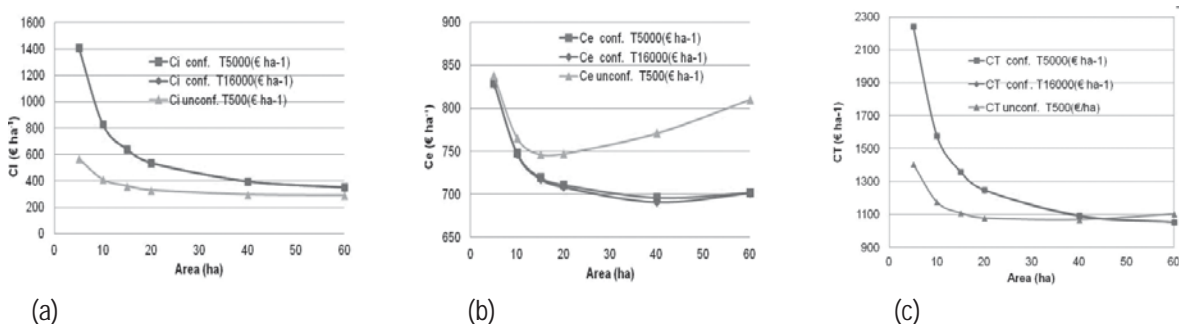 1600
1400
1200
1000
800
600
400
200
0
CI (€ ha⁻¹)
Ci conf. T5000(€ ha-1)
Ci conf. T16000(€ ha-1)
Ci unconf. T500(€ ha-1)
0 10 20 30 40 50 60
Area (ha)
(a)
900
850
800
750
700
650
Ce (€ ha⁻¹)
Ce conf. T5000(€ ha-1)
Ce conf. T16000(€ ha-1)
Ce unconf. T500(€ ha-1)
0 10 20 30 40 50 60
Area (ha)
(b)
2300
2100
1900
1700
1500
1300
1100
900
CT (€ ha-1)
CT conf. T5000(€ ha-1)
CT conf. T16000(€ ha-1)
CT unconf. T500(€/ha)
0 10 20 30 40 50 60
Area (ha)
(c)